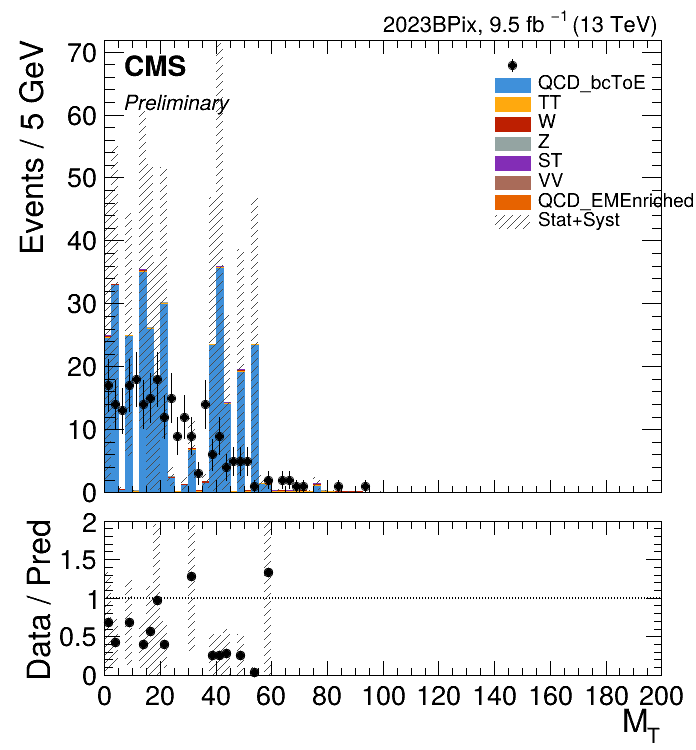 2023BPix, 9.5 fb⁻¹ (13 TeV)
CMS
Preliminary
QCD_bcToE
TT
W
Z
ST
VV
QCD_EMEnriched
Stat+Syst
Events / 5 GeV
70
60
50
40
30
20
10
0
Data / Pred
2
1.5
1
0.5
0
0 20 40 60 80 100 120 140 160 180 200
M_T